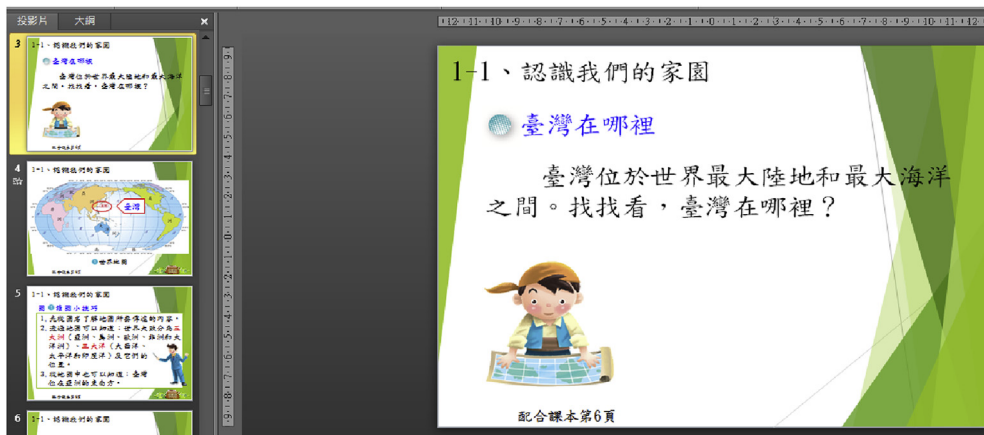 投影片 大綱
3
1-1、認識我們的家園
臺灣在哪裡
臺灣位於世界最大陸地和最大海洋
之間。找找看,臺灣在哪裡?
配合課本第6頁
4
1-1、認識我們的家園
臺灣
世界地圖
5
1-1、認識我們的家園
1.先從圖名了解地圖所要傳達的內容。
2.透過地圖可以知道:世界大致分為五
大洲(亞洲、美洲、歐洲、非洲和大
洋洲)、三大洋(大西洋、
太平洋和印度洋)及它們的
位置。
3.從地圖中也可以知道:臺灣
位在亞洲的東南方。
6
1-1、認識我們的家園
1-1、認識我們的家園
臺灣在哪裡
臺灣位於世界最大陸地和最大海洋
之間。找找看,臺灣在哪裡?
配合課本第6頁